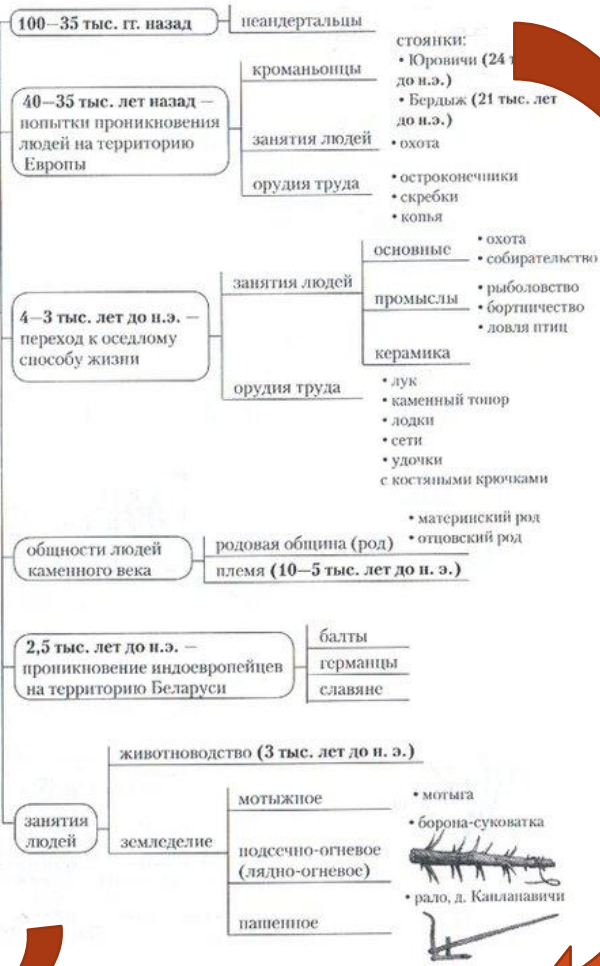 100—35 тыс. гг. назад
неандертальцы
40—35 тыс. лет назад —
попытки проникновения
людей на территорию
Европы
кроманьонцы
стоянки:
• Юровичи (24
до н.э.)
• Бердыж (21 тыс. лет
до н.э.)
занятия людей
• охота
орудия труда
• остроконечники
• скребки
• копья
4—3 тыс. лет до н.э. —
переход к оседлому
способу жизни
занятия людей
основные
• охота
• собирательство
промыслы
• рыболовство
• бортничество
• ловля птиц
керамика
орудия труда
• лук
• каменный топор
• лодки
• сети
• удочки
с костяными крючками
общности людей
каменного века
родовая община (род)
• материнский род
• отцовский род
племя (10—5 тыс. лет до н. э.)
2,5 тыс. лет до н.э. —
проникновение индоевропейцев
на территорию Беларуси
балты
германцы
славяне
занятия
людей
животноводство (3 тыс. лет до н. э.)
земледелие
мотыжное
• мотыга
подсечно-огневое
(лядно-огневое)
• борона-суковатка
пашенное
• рало, д. Капланавичи